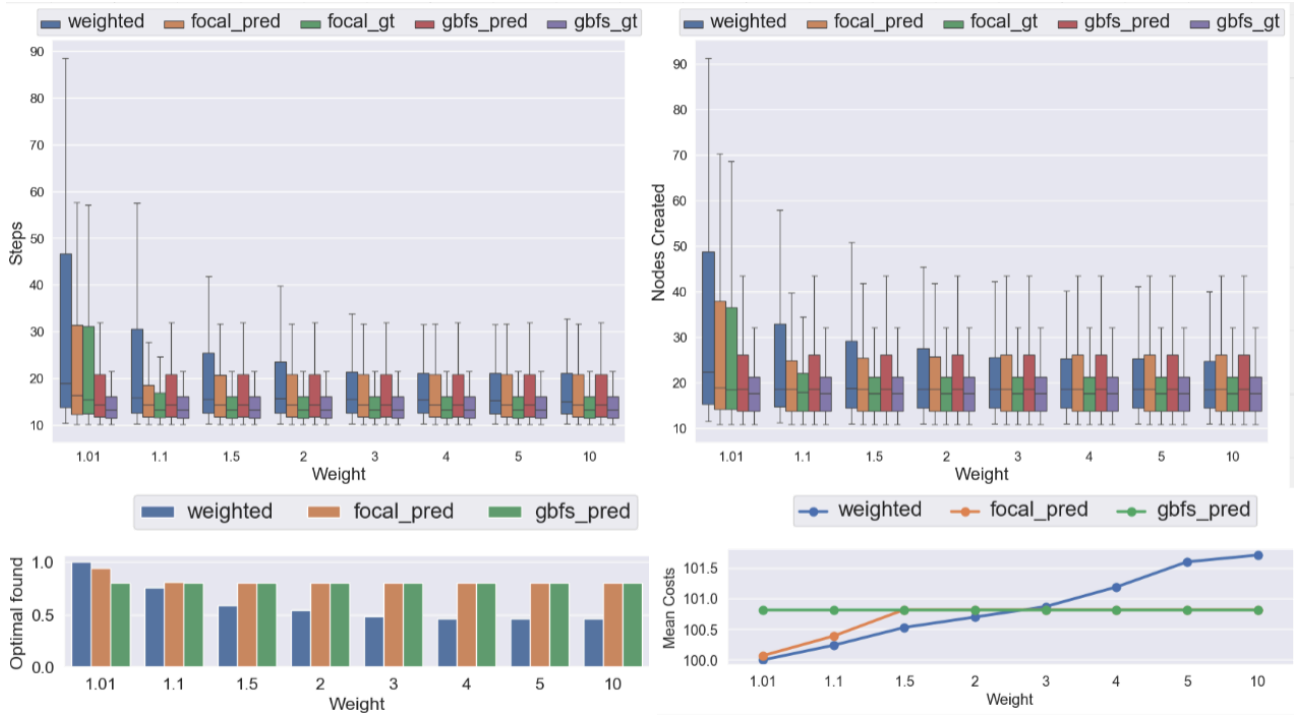 weighted focal_pred focal_gt gbfs_pred gbfs_gt
90
80
70
60
50
40
30
20
10
Steps
1.01 1.1 1.5 2 3 4 5 10
Weight
weighted focal_pred focal_gt gbfs_pred gbfs_gt
90
80
70
60
50
40
30
20
10
Nodes Created
1.01 1.1 1.5 2 3 4 5 10
Weight
weighted focal_pred gbfs_pred
1.0
0.5
0.0
Optimal found
1.01 1.1 1.5 2 3 4 5 10
Weight
weighted focal_pred gbfs_pred
101.5
101.0
100.5
100.0
Mean Costs
1.01 1.1 1.5 2 3 4 5 10
Weight